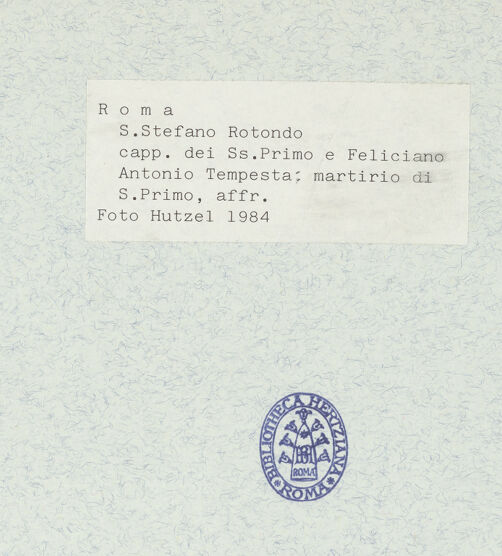 R o m a
S.Stefano Rotondo
capp. dei Ss.Primo e Feliciano
Antonio Tempesta: martirio di
S.Primo, affr.
Foto Hutzel 1984
BIBLIOTHECA HERTZIANA
ROMA
* ROMA *